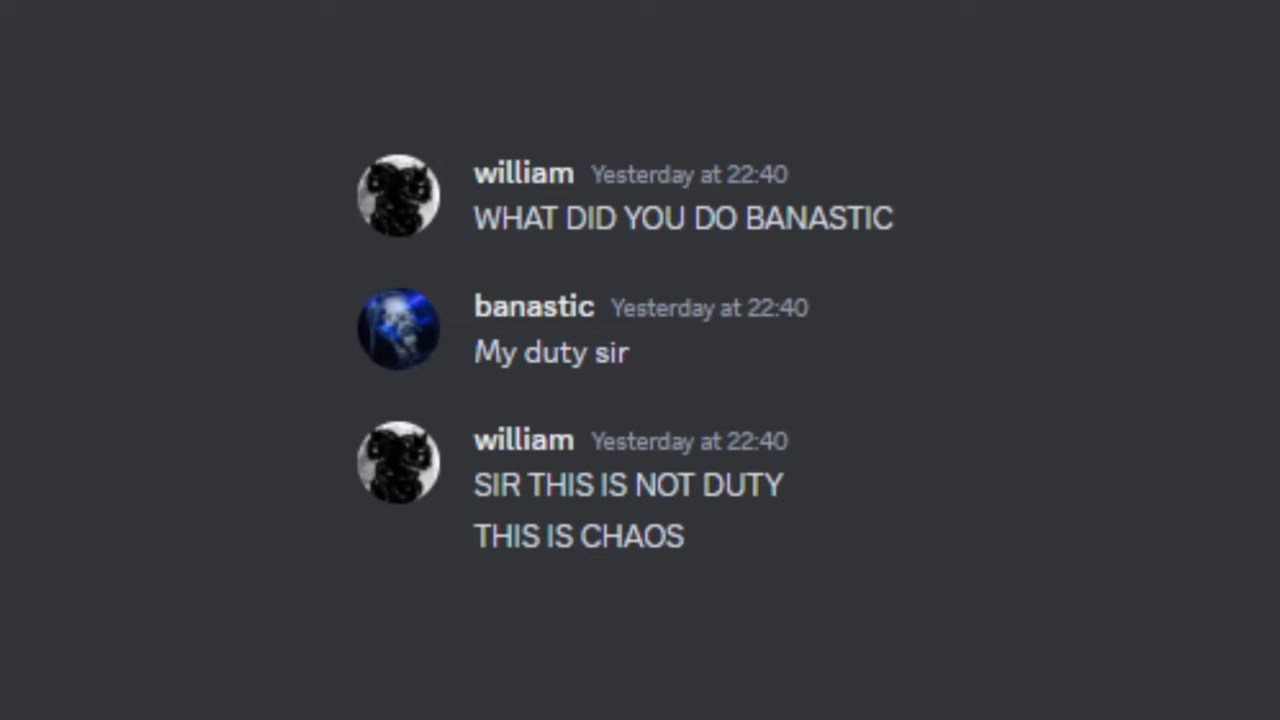 william Yesterday at 22:40
WHAT DID YOU DO BANASTIC
banastic Yesterday at 22:40
My duty sir
william Yesterday at 22:40
SIR THIS IS NOT DUTY
THIS IS CHAOS